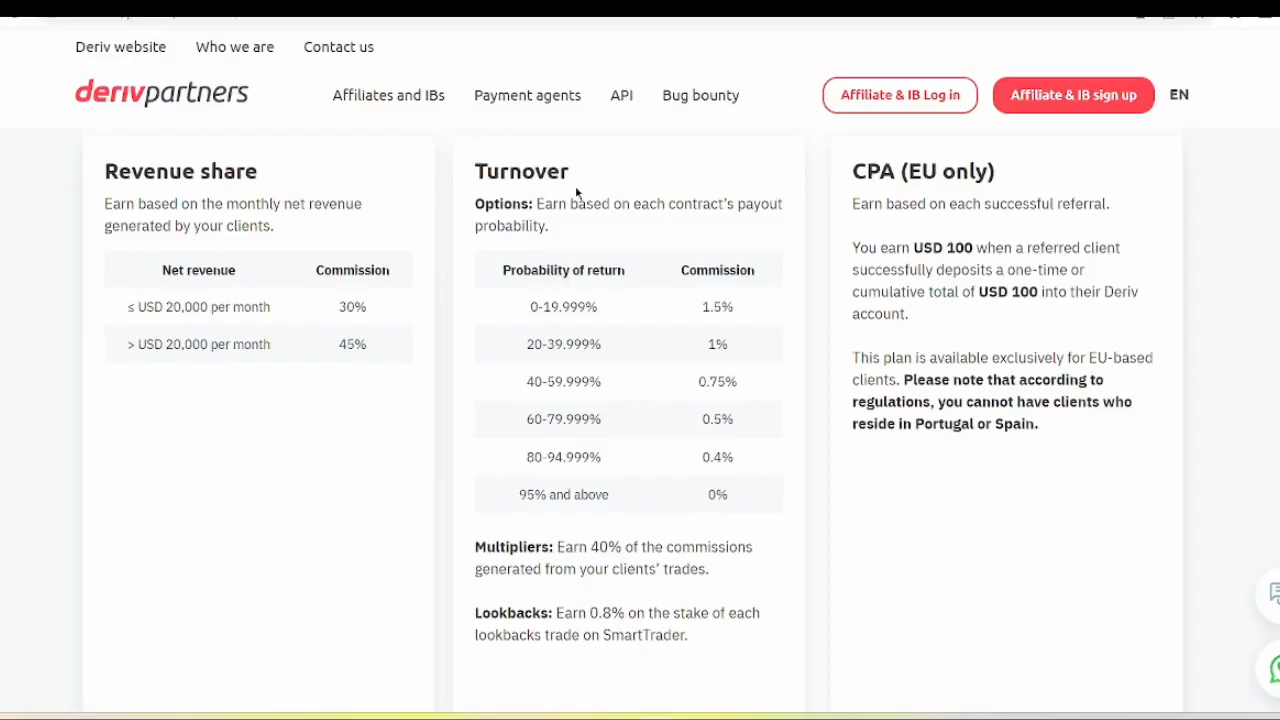 Deriv website Who we are Contact us
derivpartners Affiliates and IBs Payment agents API Bug bounty Affiliate & IB Log in Affiliate & IB sign up EN
Revenue share
Earn based on the monthly net revenue
generated by your clients.
Net revenue Commission
≤ USD 20,000 per month 30%
> USD 20,000 per month 45%
Turnover
Options: Earn based on each contract's payout
probability.
Probability of return Commission
0-19.999% 1.5%
20-39.999% 1%
40-59.999% 0.75%
60-79.999% 0.5%
80-94.999% 0.4%
95% and above 0%
Multipliers: Earn 40% of the commissions
generated from your clients' trades.
Lookbacks: Earn 0.8% on the stake of each
lookbacks trade on SmartTrader.
CPA (EU only)
Earn based on each successful referral.
You earn USD 100 when a referred client
successfully deposits a one-time or
cumulative total of USD 100 into their Deriv
account.
This plan is available exclusively for EU-based
clients. Please note that according to
regulations, you cannot have clients who
reside in Portugal or Spain.